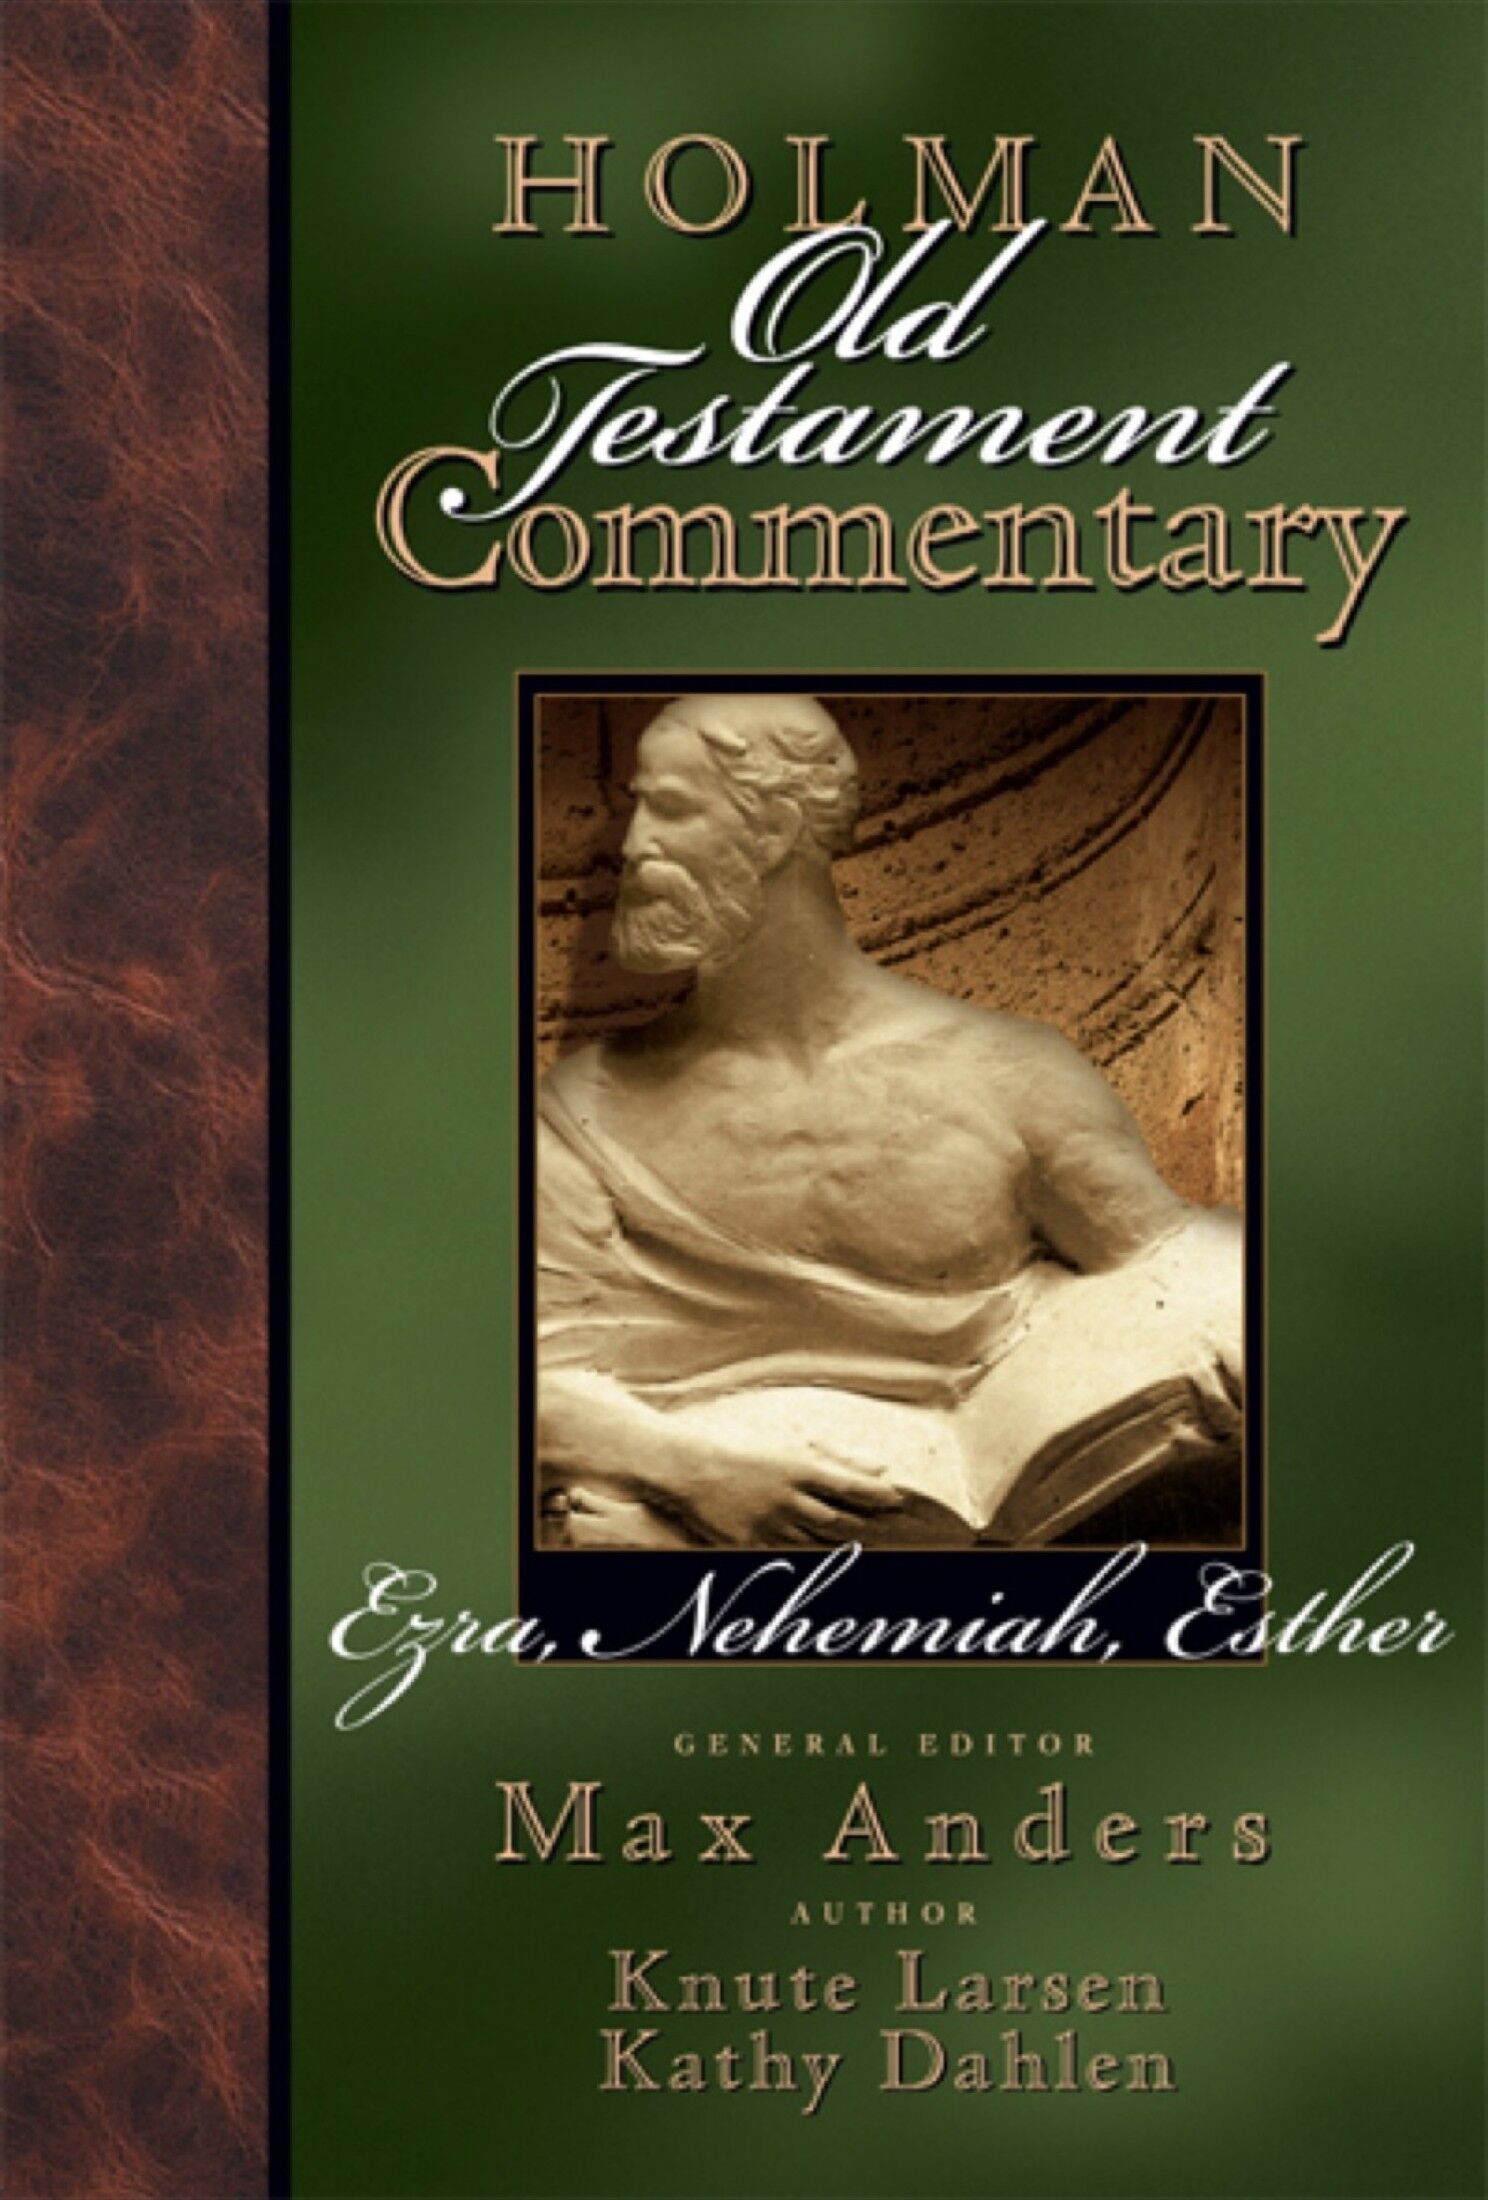 HOLMAN
Old
Testament
Commentary
Ezra, Nehemiah, Esther
GENERAL EDITOR
Max Anders
AUTHOR
Knute Larsen
Kathy Dahlen